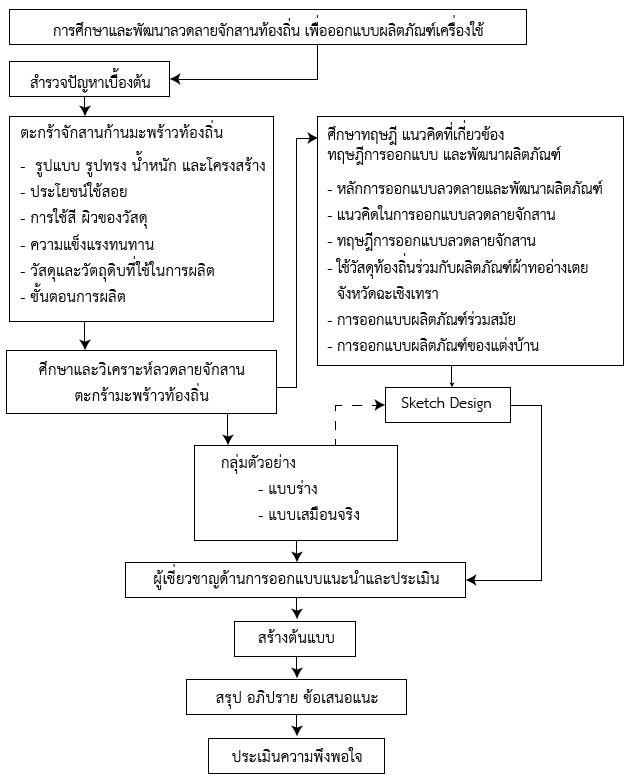 การศึกษาและพัฒนาลวดลายจักสานท้องถิ่น เพื่อออกแบบผลิตภัณฑ์เครื่องใช้
สำรวจปัญหาเบื้องต้น
ตะกร้าจักสานก้านมะพร้าวท้องถิ่น
- รูปแบบ รูปทรง น้ำหนัก และโครงสร้าง
- ประโยชน์ใช้สอย
- การใช้สี ผิวของวัสดุ
- ความแข็งแรงทนทาน
- วัสดุและวัตถุดิบที่ใช้ในการผลิต
- ขั้นตอนการผลิต
ศึกษาทฤษฎี แนวคิดที่เกี่ยวข้อง
ทฤษฎีการออกแบบ และพัฒนาผลิตภัณฑ์
- หลักการออกแบบลวดลายและพัฒนาผลิตภัณฑ์
- แนวคิดในการออกแบบลวดลายจักสาน
- ทฤษฎีการออกแบบลวดลายจักสาน
- ใช้วัสดุท้องถิ่นร่วมกับผลิตภัณฑ์ผ้าทออ่างเตย
จังหวัดฉะเชิงเทรา
- การออกแบบผลิตภัณฑ์ร่วมสมัย
- การออกแบบผลิตภัณฑ์ของแต่งบ้าน
ศึกษาและวิเคราะห์ลวดลายจักสาน
ตะกร้ามะพร้าวท้องถิ่น
Sketch Design
กลุ่มตัวอย่าง
- แบบร่าง
- แบบเสมือนจริง
ผู้เชี่ยวชาญด้านการออกแบบแนะนำและประเมิน
สร้างต้นแบบ
สรุป อภิปราย ข้อเสนอแนะ
ประเมินความพึงพอใจ